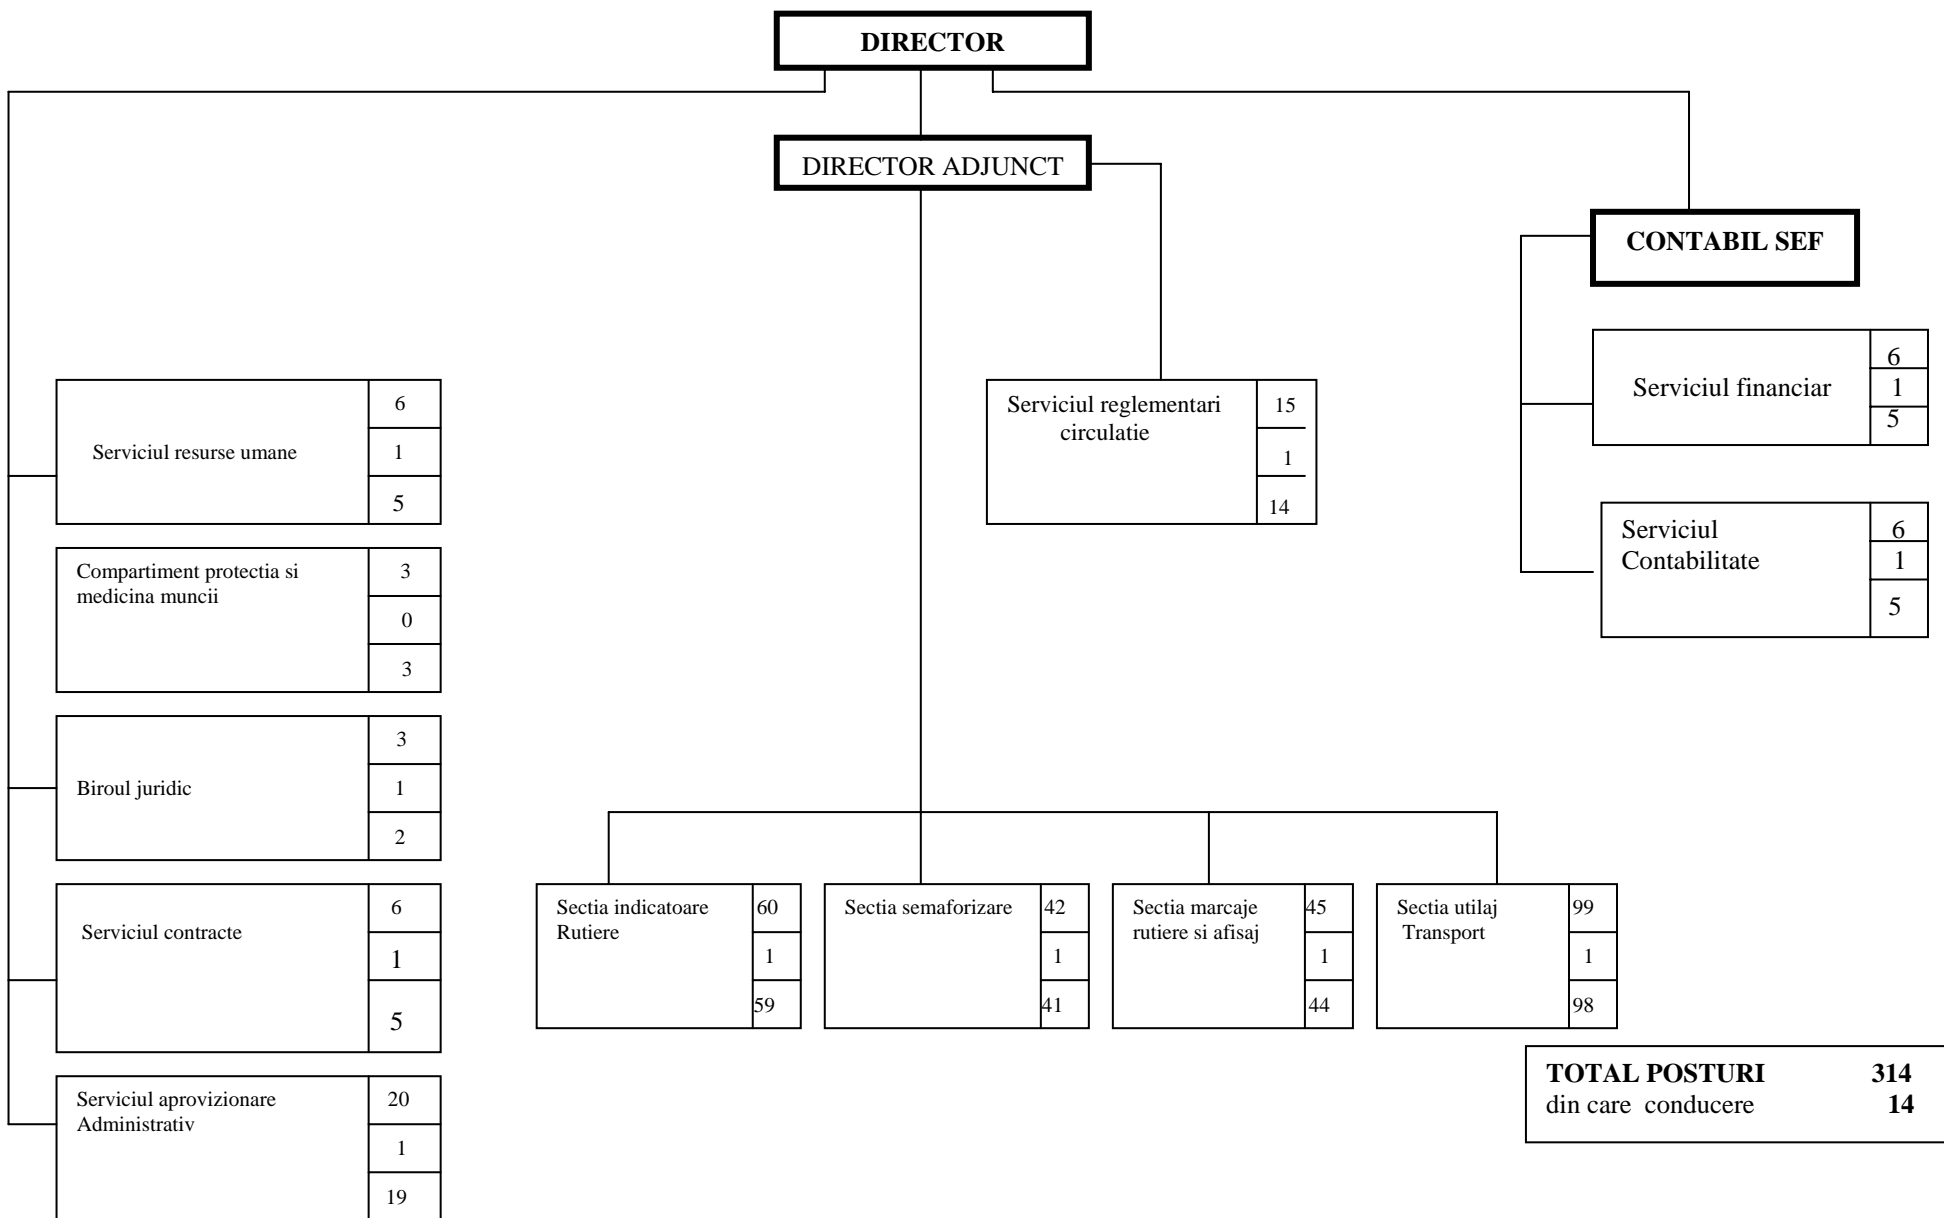 DIRECTOR
DIRECTOR ADJUNCT
CONTABIL SEF
Serviciul financiar
6
1
5
Serviciul
Contabilitate
6
1
5
Serviciul reglementari
circulatie
15
1
14
Serviciul resurse umane
6
1
5
Compartiment protectia si
medicina muncii
3
0
3
Biroul juridic
3
1
2
Serviciul contracte
6
1
5
Serviciul aprovizionare
Administrativ
20
1
19
Sectia indicatoare
Rutiere
60
1
59
Sectia semaforizare
42
1
41
Sectia marcaje
rutiere si afisaj
45
1
44
Sectia utilaj
Transport
99
1
98
TOTAL POSTURI 314
din care conducere 14